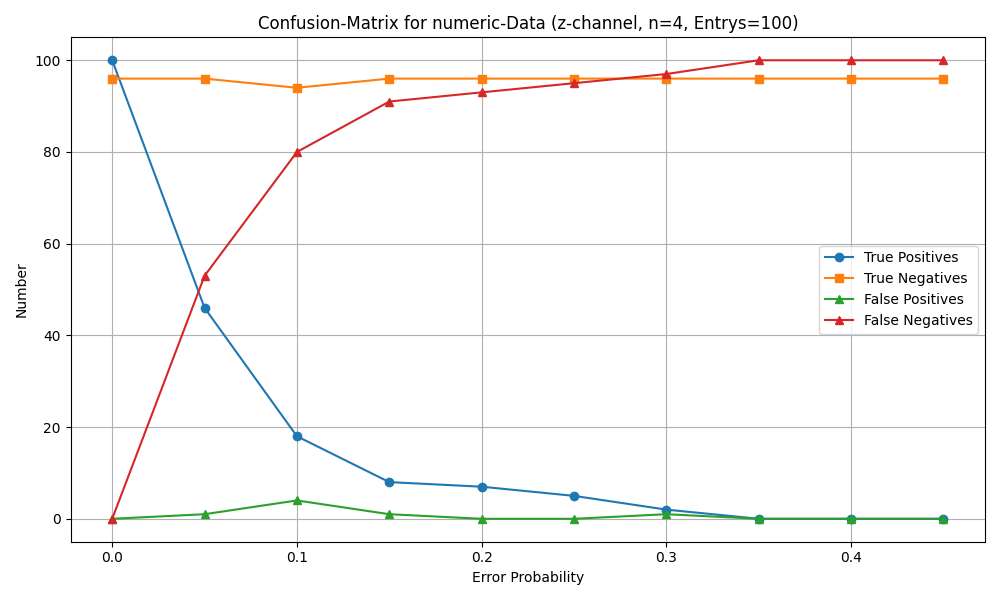 Confusion-Matrix for numeric-Data (z-channel, n=4, Entrys=100)
100
80
60
40
20
0
Number
True Positives
True Negatives
False Positives
False Negatives
0.0 0.1 0.2 0.3 0.4
Error Probability